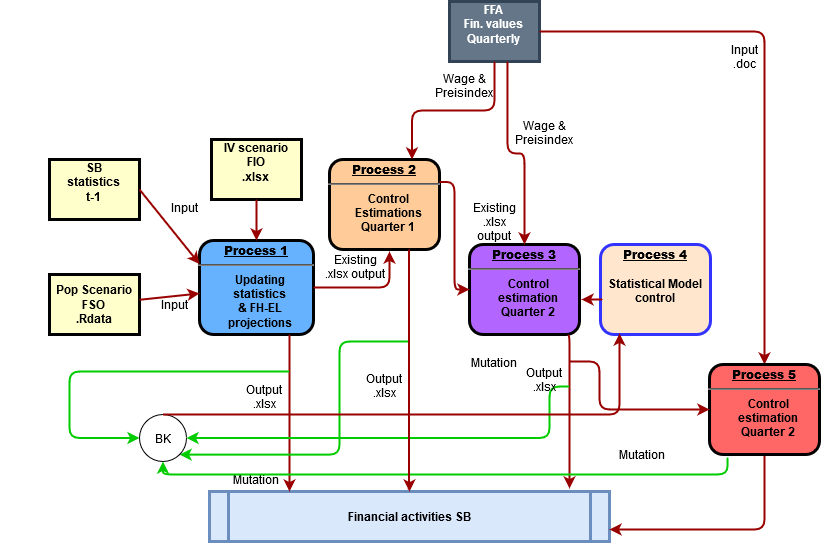 FFA
Fin. values
Quarterly
Input
.doc
Wage &
Preisindex
Wage &
Preisindex
IV scenario
FIO
.xlsx
SB
statistics
t-1
Input
Process 2
Control
Estimations
Quarter 1
Existing
.xlsx
output
Process 1
Updating
statistics
& FH-EL
projections
Existing
.xlsx output
Process 3
Control
estimation
Quarter 2
Process 4
Statistical Model
control
Pop Scenario
FSO
.Rdata
Input
Mutation
Output
.xlsx
Output
.xlsx
Output
.xlsx
Process 5
Control
estimation
Quarter 2
BK
Mutation
Mutation
Financial activities SB